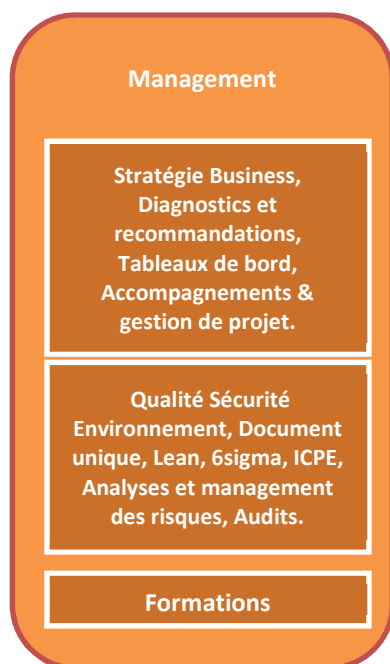 Management
Stratégie Business,
Diagnostics et
recommandations,
Tableaux de bord,
Accompagnements &
gestion de projet.
Qualité Sécurité
Environnement, Document
unique, Lean, 6sigma, ICPE,
Analyses et management
des risques, Audits.
Formations